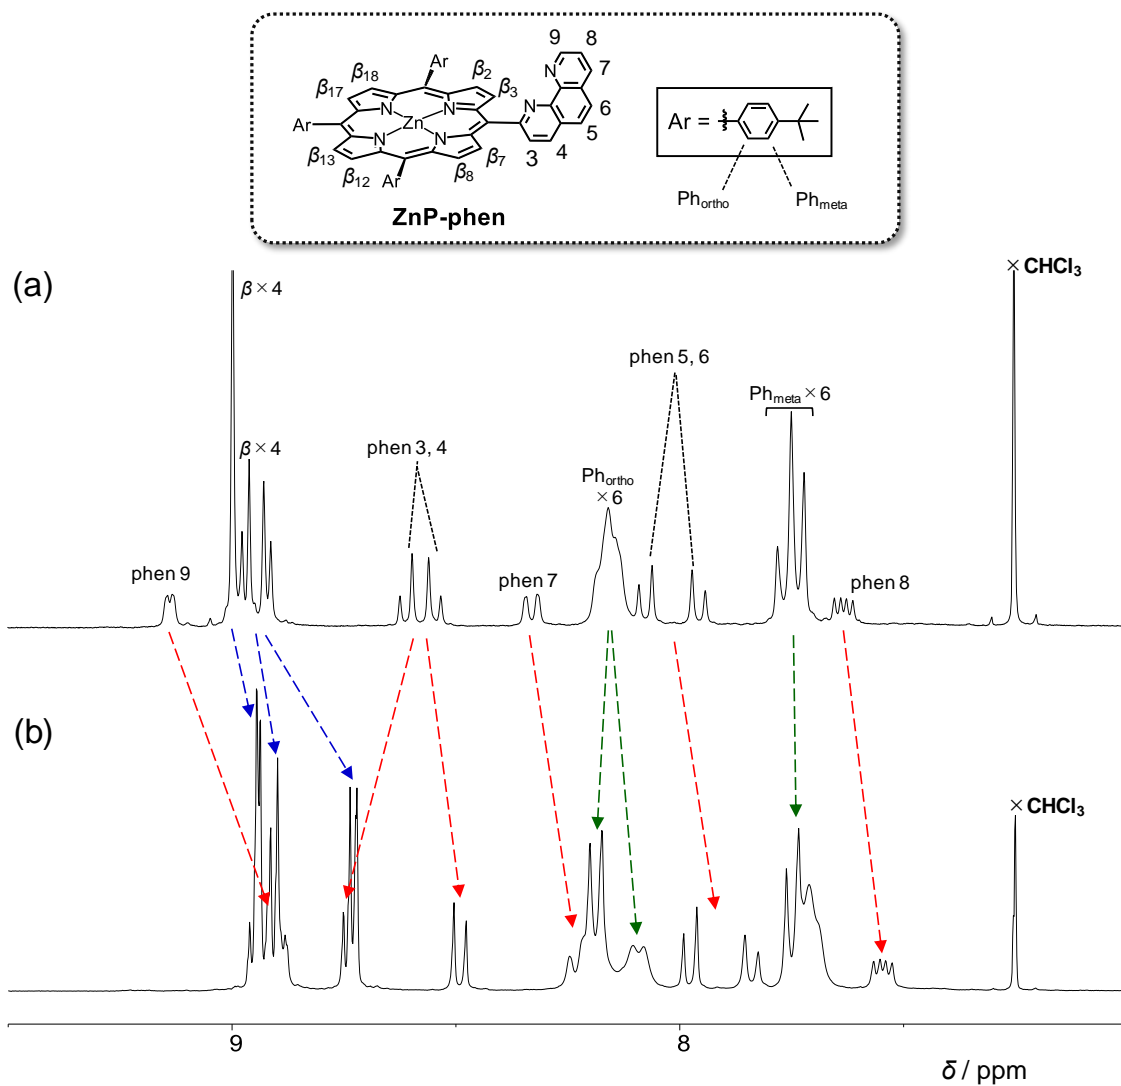 9 8
Ar β2 N 7
β18 β3
β17 N 6
N N
Ar Zn 5
N N
β13 β7 3 4
β12 Ar β8
ZnP-phen
Ar =
Phortho Phmeta
(a)
× CHCl3
β × 4
phen 5, 6
Phmeta × 6
β × 4
phen 3, 4
Phortho
× 6
phen 9
phen 7
phen 8
(b)
× CHCl3
9 8
δ / ppm